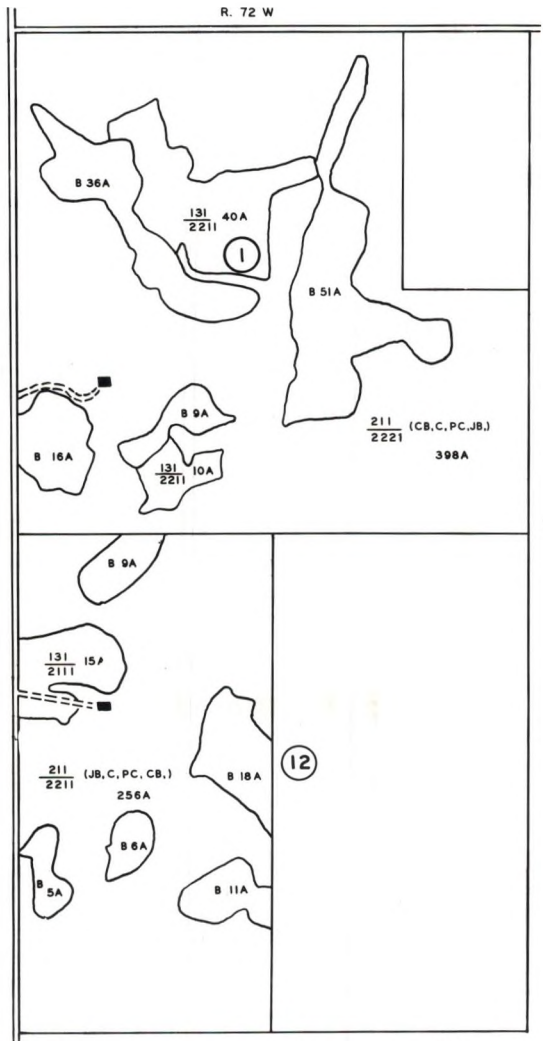 R. 72 W
B 36A
131 40A
2211
1
B 51A
B 9A
211 (CB, C, PC, JB,)
2221
398A
B 16A
131 10A
2211
B 9A
131 15A
2111
12
B 18A
211 (JB, C, PC, CB,)
2211
256A
B 6A
B 5A
B 11A